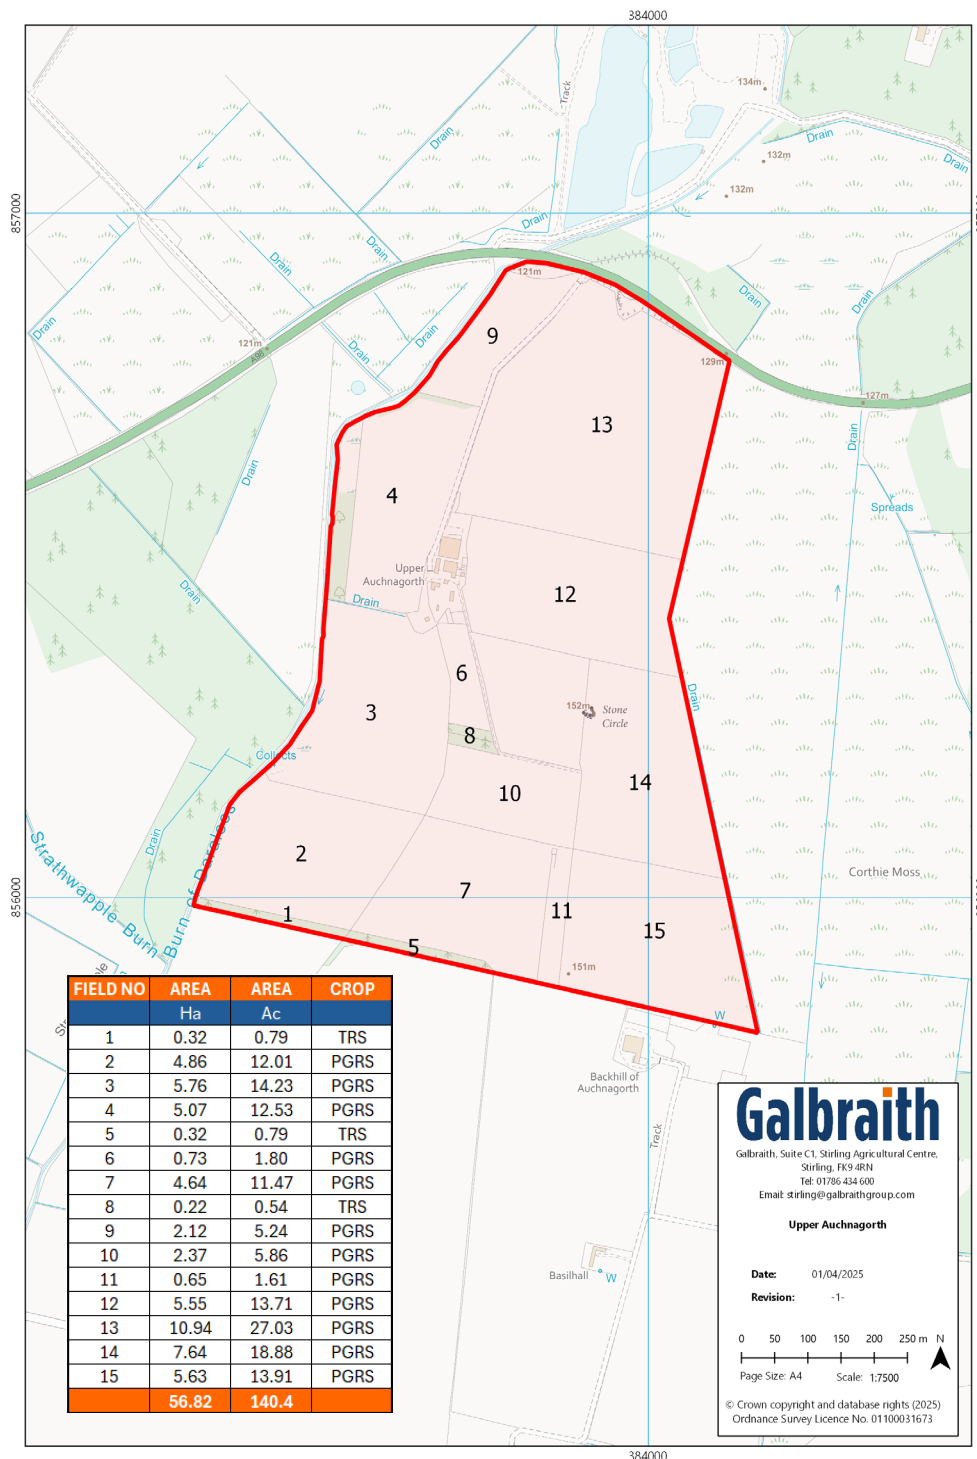 384000
134m
Track
Drain
Drain
132m
Drain
132m
857000
Drain
Drain
Drain
121m
Drain
Drain
Drain
Drain
9
121m
A98
Drain
129m
127m
13
Drain
4
Drain
Spreads
Upper
Auchnagorth
Drain
Drain
12
6
Drain
3
152m
Stone
Circle
8
Collects
14
10
Drain
2
Strathwapple Burn
Burn of
Corthie Moss
856000
7
1
11
15
5
151m
W
FIELD NO AREA AREA CROP
Ha Ac
1 0.32 0.79 TRS
2 4.86 12.01 PGRS
3 5.76 14.23 PGRS
4 5.07 12.53 PGRS
5 0.32 0.79 TRS
6 0.73 1.80 PGRS
7 4.64 11.47 PGRS
8 0.22 0.54 TRS
9 2.12 5.24 PGRS
10 2.37 5.86 PGRS
11 0.65 1.61 PGRS
12 5.55 13.71 PGRS
13 10.94 27.03 PGRS
14 7.64 18.88 PGRS
15 5.63 13.91 PGRS
56.82 140.4
Backhill of
Auchnagorth
Track
Basilhall
W
Galbraith
Galbraith, Suite C1, Stirling Agricultural Centre,
Stirling, FK9 4RN
Tel: 01786 434 600
Email: stirling@galbraithgroup.com
Upper Auchnagorth
Date: 01/04/2025
Revision: -1-
0 50 100 150 200 250 m N
Page Size: A4 Scale: 1:7500
© Crown copyright and database rights (2025)
Ordnance Survey Licence No. 01100031673
384000